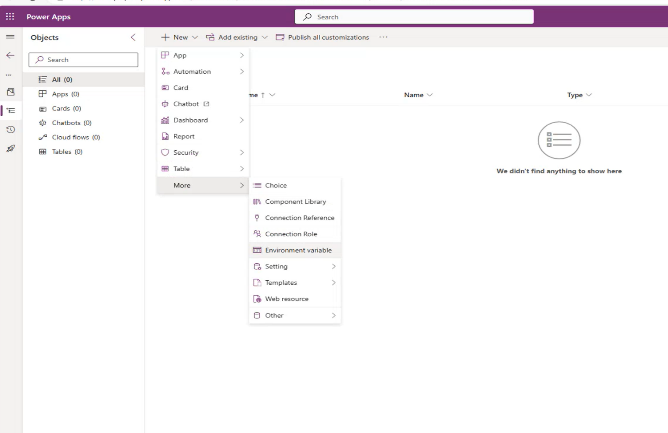 Power Apps
Search
Objects
New
Add existing
Publish all customizations
...
Search
All (0)
Apps (0)
Cards (0)
Chatbots (0)
Cloud flows (0)
Tables (0)
App
Automation
Card
Chatbot
Dashboard
Report
Security
Table
More
me ↑
Name
Type
We didn't find anything to show here
Choice
Component Library
Connection Reference
Connection Role
Environment variable
Setting
Templates
Web resource
Other